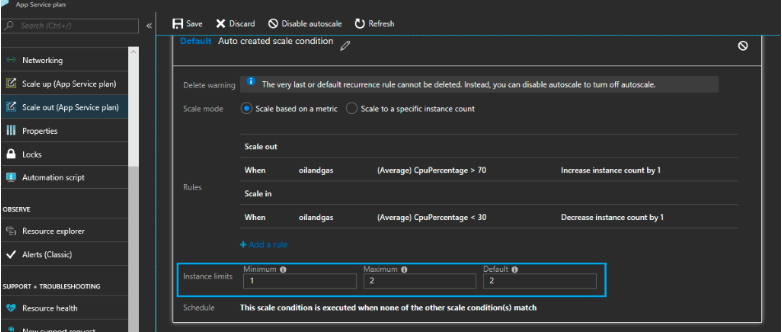 App Service plan
Search (Ctrl+/)
«
Save Discard Disable autoscale Refresh
Networking
Scale up (App Service plan)
Scale out (App Service plan)
Properties
Locks
Automation script
OBSERVE
Resource explorer
Alerts (Classic)
SUPPORT + TROUBLESHOOTING
Resource health
New support request
Default Auto created scale condition
Delete warning The very last or default recurrence rule cannot be deleted. Instead, you can disable autoscale to turn off autoscale.
Scale mode Scale based on a metric Scale to a specific instance count
Rules
Scale out
When oilandgas (Average) CpuPercentage > 70 Increase instance count by 1
Scale in
When oilandgas (Average) CpuPercentage < 30 Decrease instance count by 1
+ Add a rule
Instance limits
Minimum Maximum Default
1 2 2
Schedule This scale condition is executed when none of the other scale condition(s) match